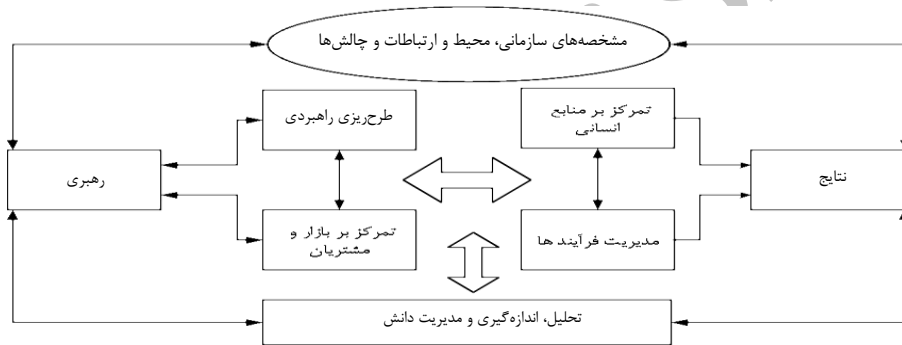 مشخصه‌های سازمانی، محیط و ارتباطات و چالش‌ها
تمرکز بر منابع
انسانی
طرح‌ریزی راهبردی
نتایج
رهبری
مدیریت فرآیند ها
تمرکز بر بازار و
مشتریان
تحلیل، اندازه‌گیری و مدیریت دانش